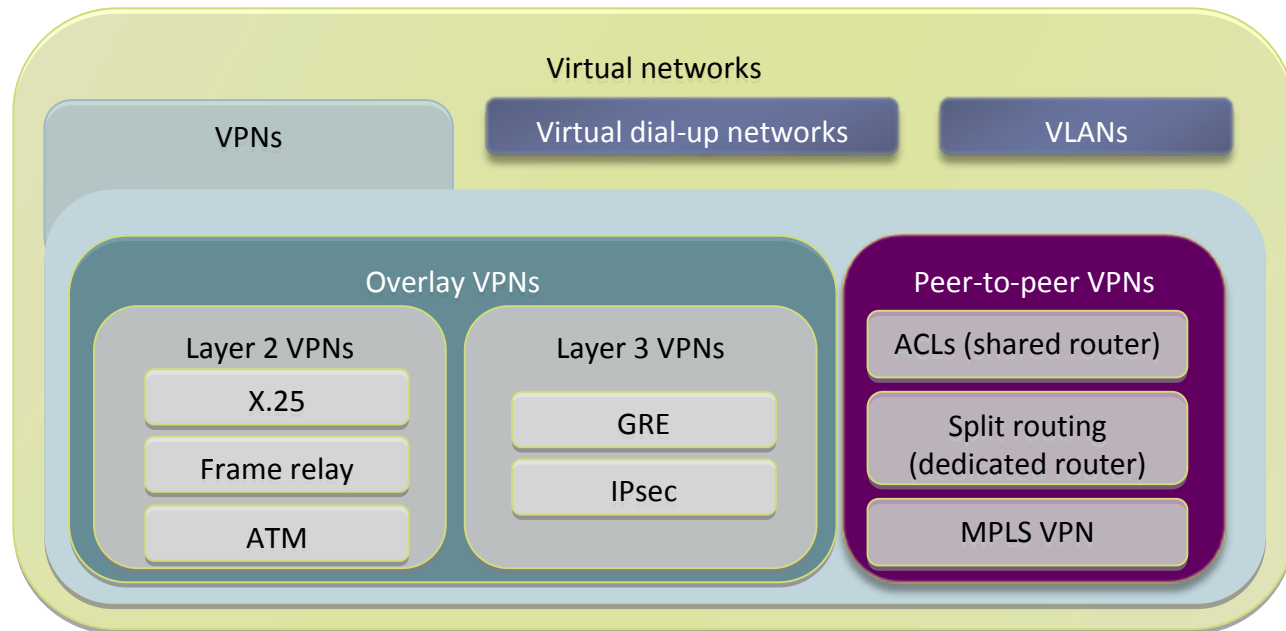 Virtual networks
VPNs
Virtual dial-up networks
VLANs
Overlay VPNs
Layer 2 VPNs
X.25
Frame relay
ATM
Layer 3 VPNs
GRE
IPsec
Peer-to-peer VPNs
ACLs (shared router)
Split routing
(dedicated router)
MPLS VPN